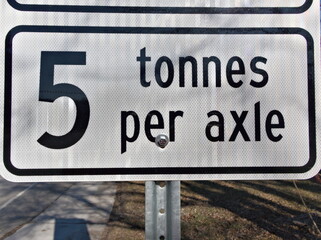 5 tonnes
per axle